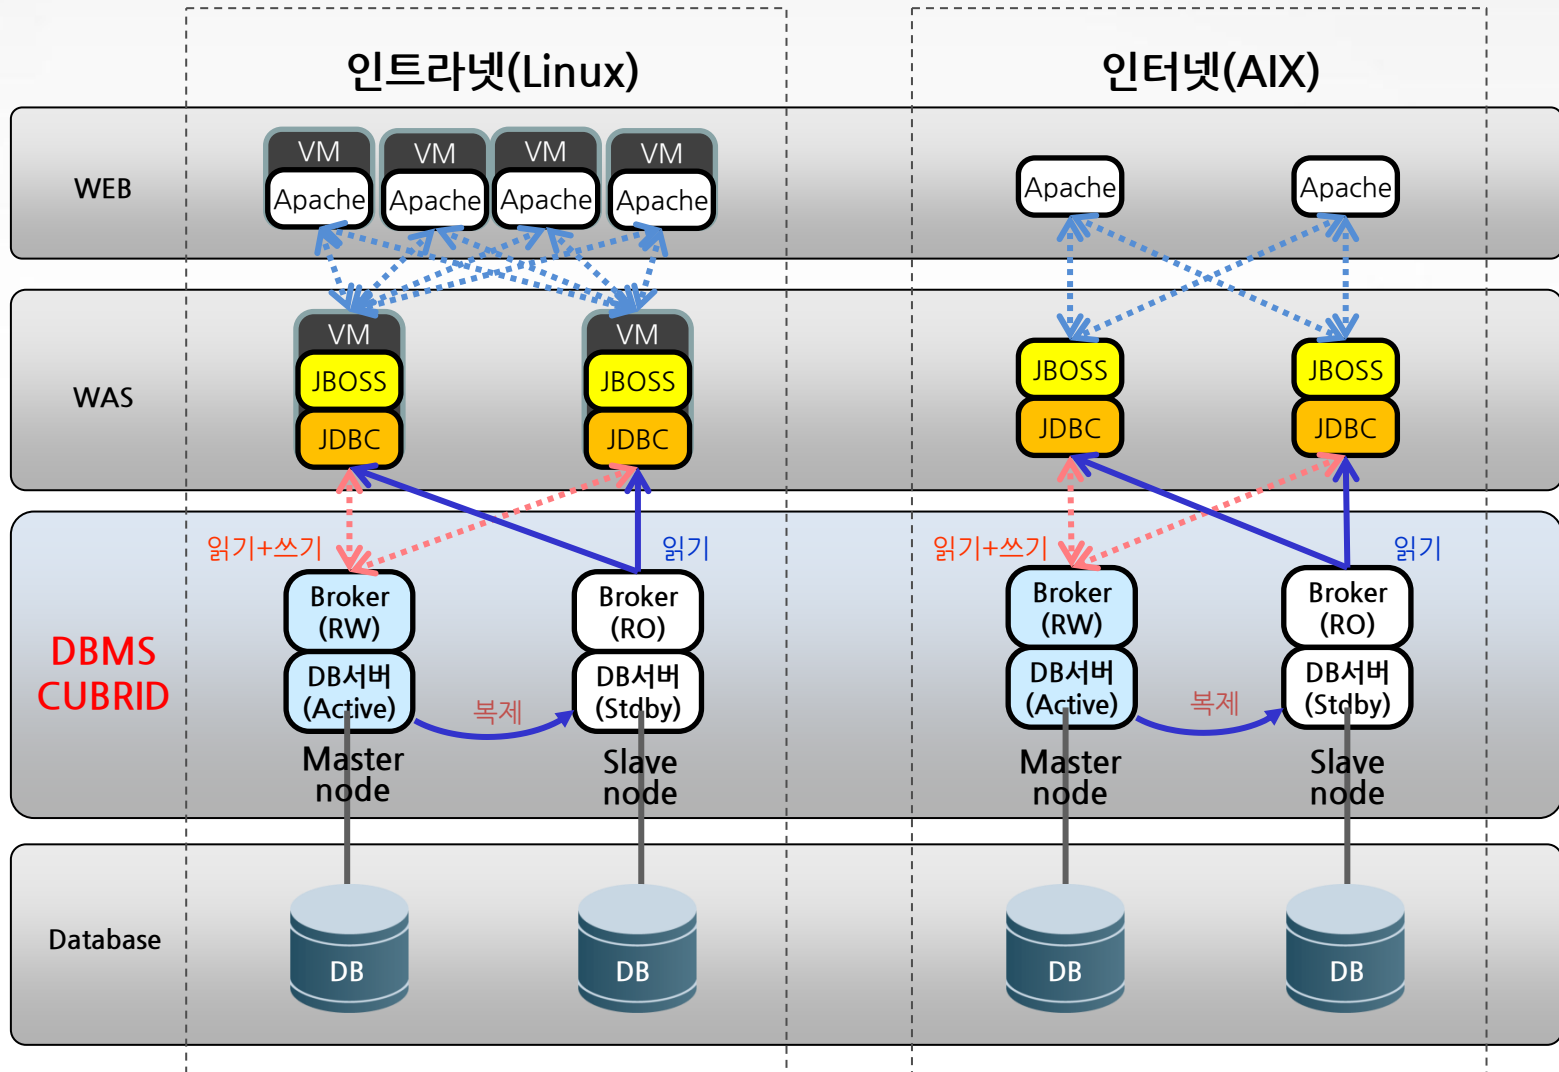 인트라넷(Linux)
인터넷(AIX)
WEB
VM
VM
VM
VM
Apache
Apache
Apache
Apache
Apache
Apache
WAS
VM
VM
JBOSS
JBOSS
JBOSS
JBOSS
JDBC
JDBC
JDBC
JDBC
DBMS
CUBRID
읽기+쓰기
읽기
읽기+쓰기
읽기
Broker
(RW)
Broker
(RO)
Broker
(RW)
Broker
(RO)
DB서버
(Active)
복제
DB서버
(Stdby)
DB서버
(Active)
복제
DB서버
(Stdby)
Master
node
Slave
node
Master
node
Slave
node
Database
DB
DB
DB
DB